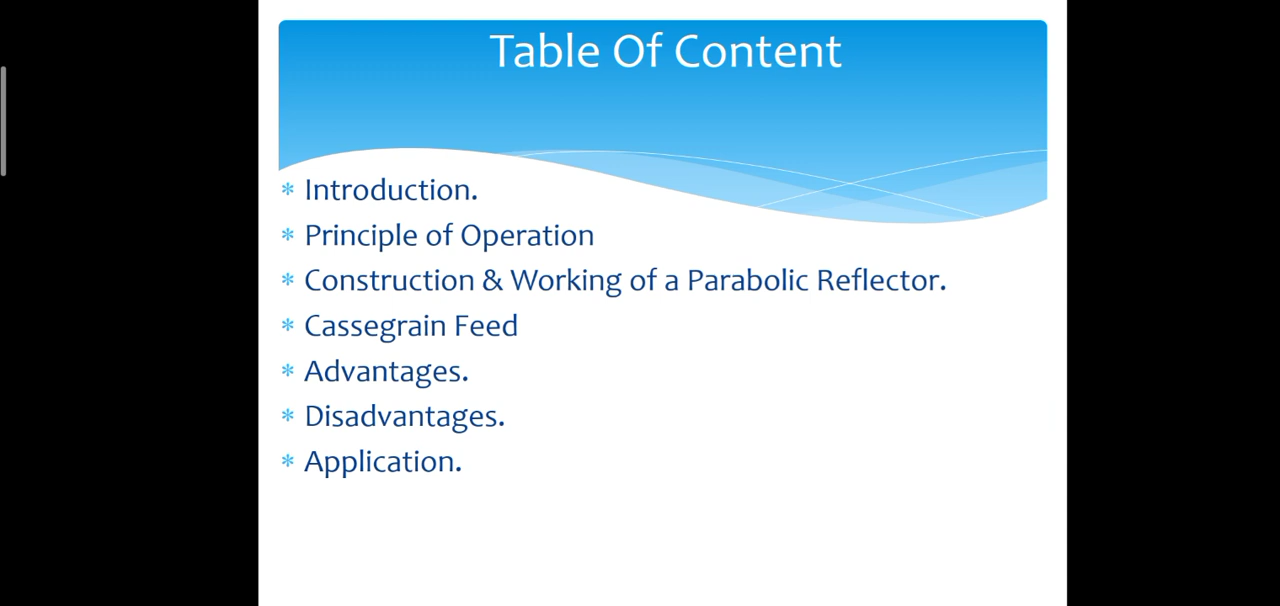 Table Of Content
* Introduction.
* Principle of Operation
* Construction & Working of a Parabolic Reflector.
* Cassegrain Feed
* Advantages.
* Disadvantages.
* Application.